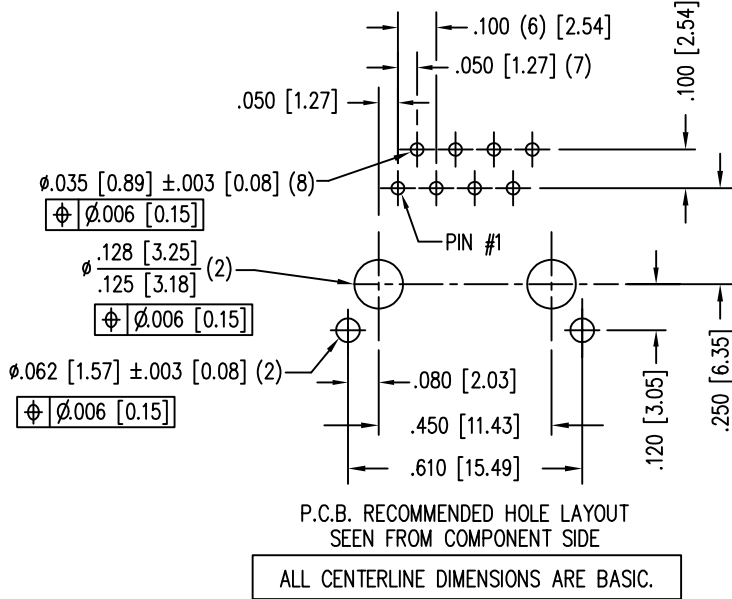 .100 (6) [2.54]
.050 [1.27] (7)
.050 [1.27]
.100 [2.54]
ø.035 [0.89] ±.003 [0.08] (8)
⌖ Ø.006 [0.15]
PIN #1
ø .128 [3.25]
.125 [3.18] (2)
⌖ Ø.006 [0.15]
ø.062 [1.57] ±.003 [0.08] (2)
⌖ Ø.006 [0.15]
.080 [2.03]
.450 [11.43]
.610 [15.49]
.120 [3.05]
.250 [6.35]
P.C.B. RECOMMENDED HOLE LAYOUT
SEEN FROM COMPONENT SIDE
ALL CENTERLINE DIMENSIONS ARE BASIC.